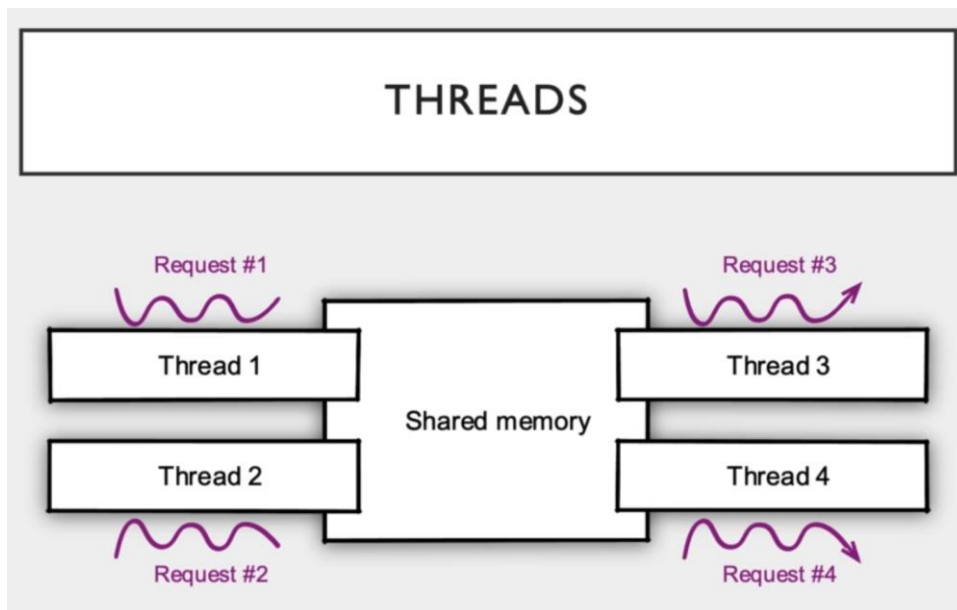 THREADS
Request #1
Request #3
Thread 1
Thread 3
Shared memory
Thread 2
Thread 4
Request #2
Request #4